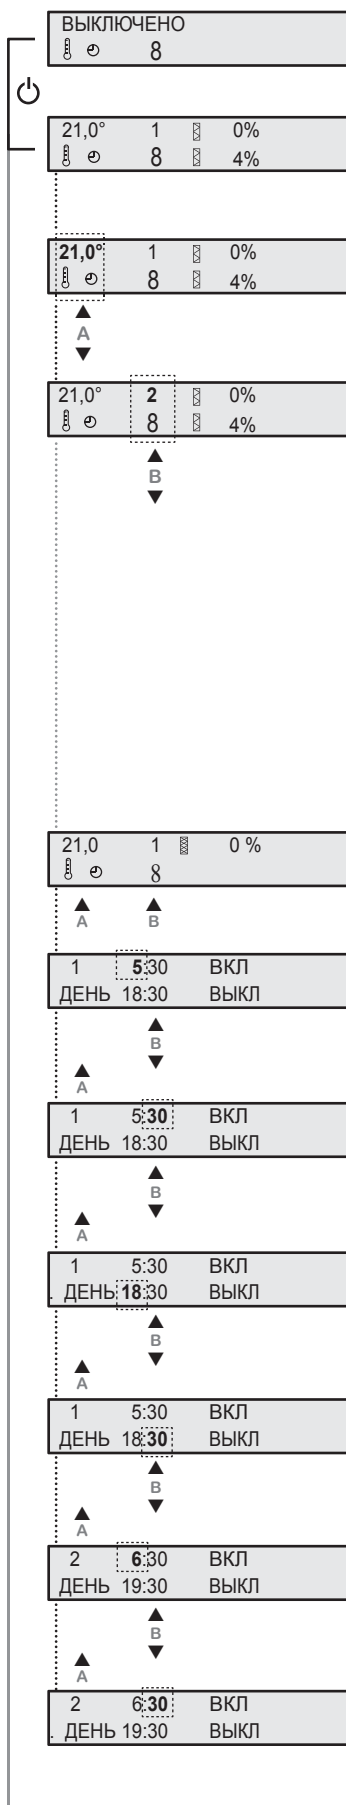 ВЫКЛЮЧЕНО
8
21,0° 1 0%
8 4%
21,0° 1 0%
8 4%
A
21,0° 2 0%
8 4%
B
21,0 1 0 %
8
A B
1 5:30 ВКЛ
ДЕНЬ 18:30 ВЫКЛ
B
A
1 5:30 ВКЛ
ДЕНЬ 18:30 ВЫКЛ
B
A
1 5:30 ВКЛ
. ДЕНЬ 18:30 ВЫКЛ
B
A
1 5:30 ВКЛ
ДЕНЬ 18:30 ВЫКЛ
B
A
2 6:30 ВКЛ
ДЕНЬ 19:30 ВЫКЛ
B
A
2 6:30 ВКЛ
. ДЕНЬ 19:30 ВЫКЛ